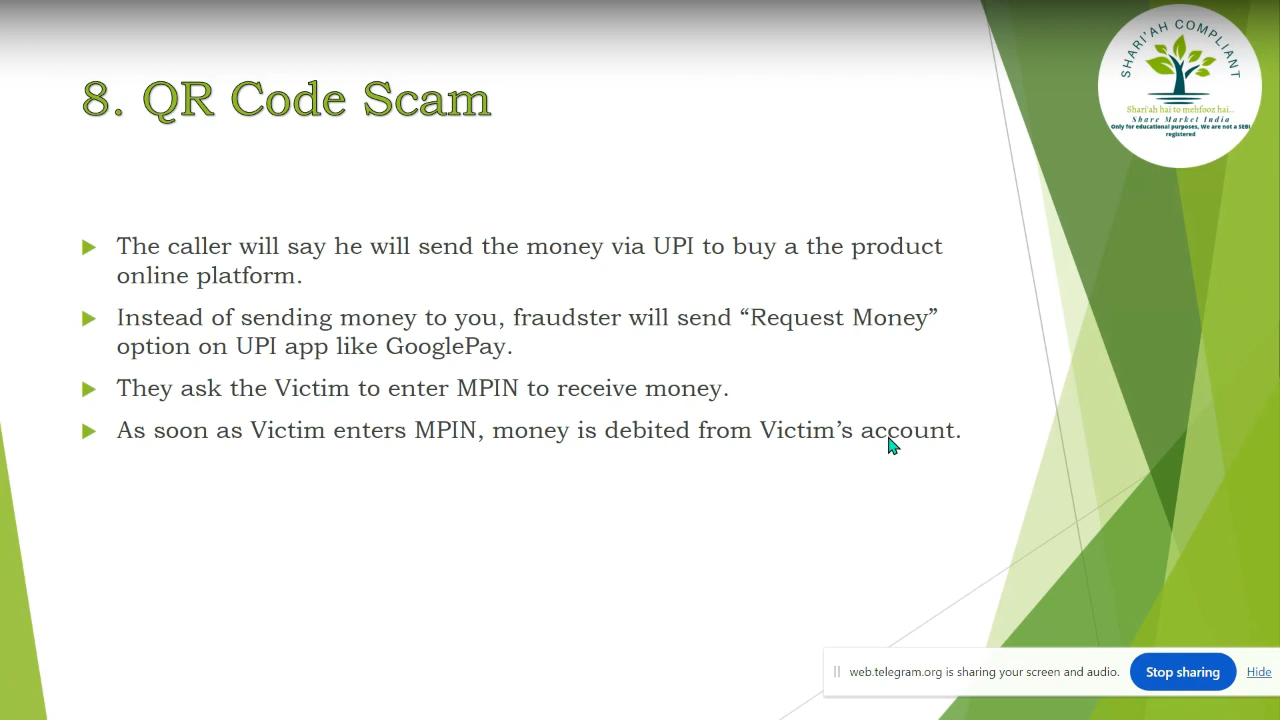 8. QR Code Scam
SHARI'AH COMPLIANT
Shari'ah hai to mehfooz hai..
Share Market India
Only for educational purposes, We are not a SEBI
registered
The caller will say he will send the money via UPI to buy a the product
online platform.
Instead of sending money to you, fraudster will send “Request Money”
option on UPI app like GooglePay.
They ask the Victim to enter MPIN to receive money.
As soon as Victim enters MPIN, money is debited from Victim’s account.
web.telegram.org is sharing your screen and audio.
Stop sharing
Hide